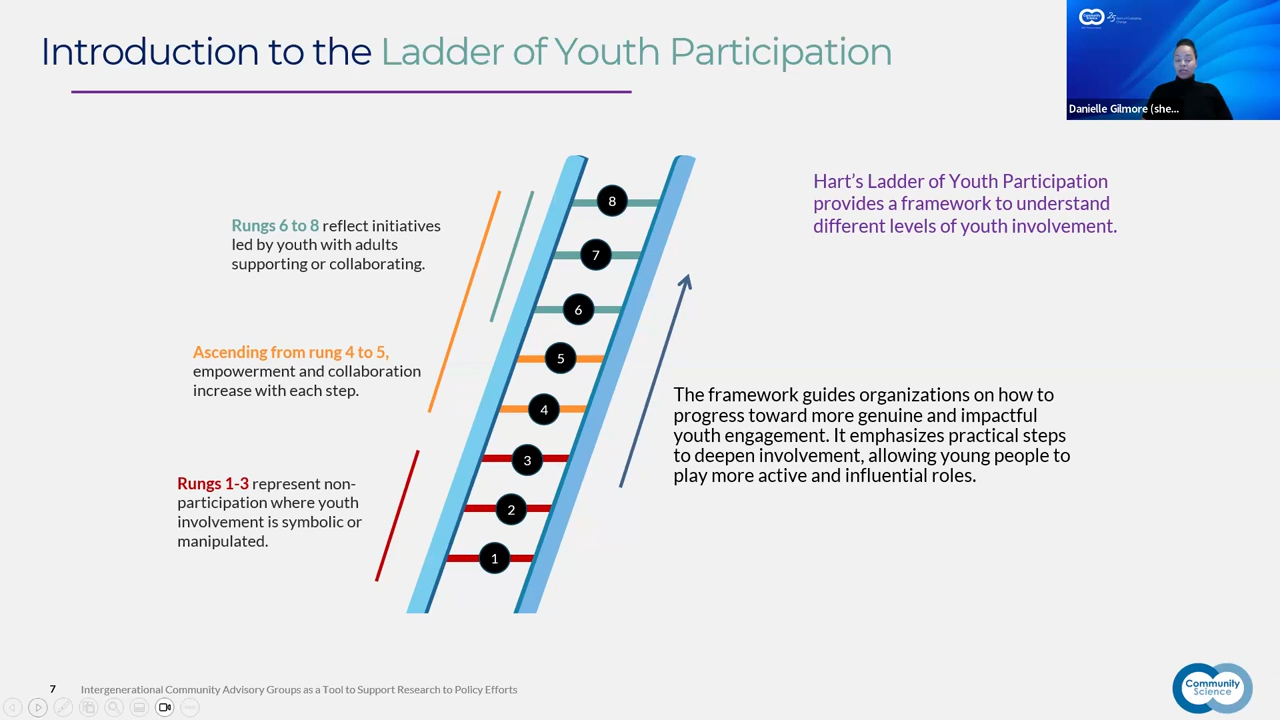 Introduction to the Ladder of Youth Participation
Community
Science
25
Danielle Gilmore (she...
Hart’s Ladder of Youth Participation
provides a framework to understand
different levels of youth involvement.
Rungs 6 to 8 reflect initiatives
led by youth with adults
supporting or collaborating.
Ascending from rung 4 to 5,
empowerment and collaboration
increase with each step.
Rungs 1-3 represent non-
participation where youth
involvement is symbolic or
manipulated.
8
7
6
5
4
3
2
1
The framework guides organizations on how to
progress toward more genuine and impactful
youth engagement. It emphasizes practical steps
to deepen involvement, allowing young people to
play more active and influential roles.
7
Intergenerational Community Advisory Groups as a Tool to Support Research to Policy Efforts
Community
Science